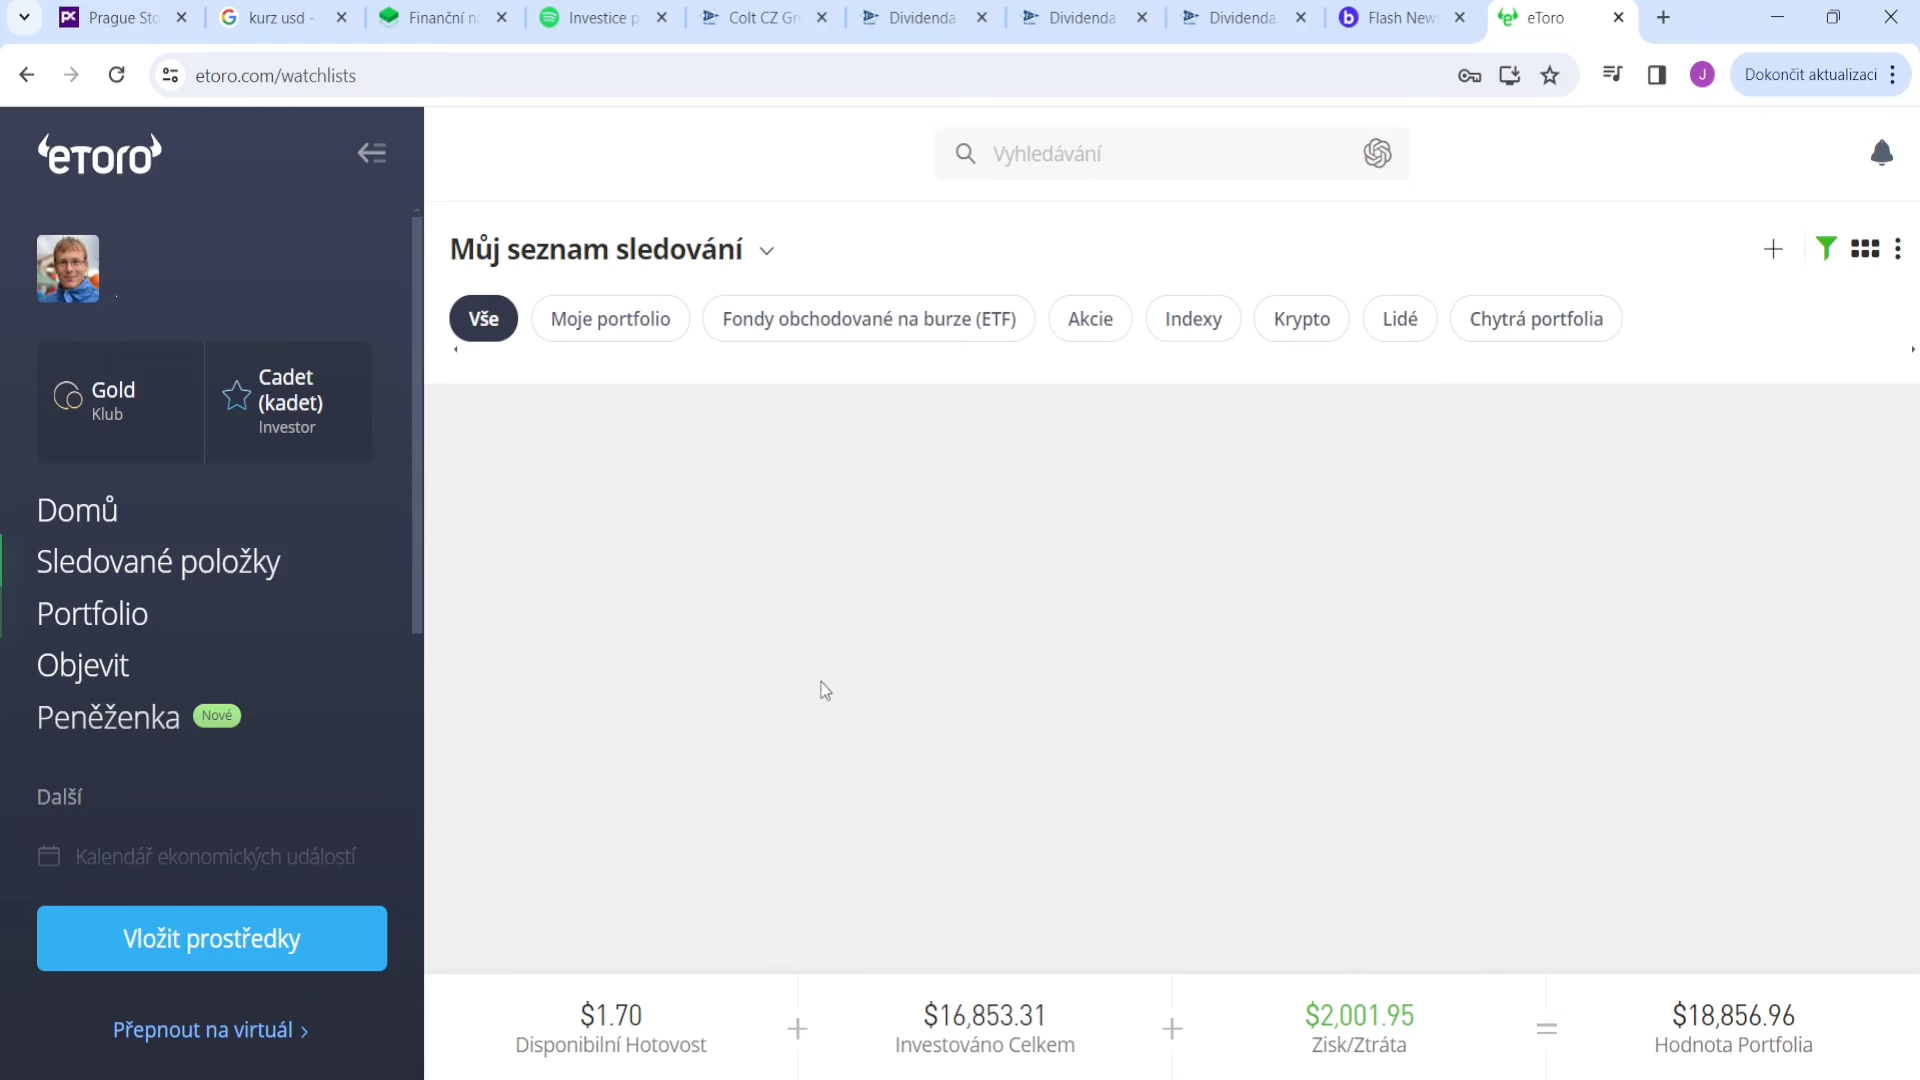 Prague Sto
kurz usd -
Finanční n
Investice p
Colt CZ Gr
Dividenda
Dividenda
Dividenda,
Flash New
eToro
etoro.com/watchlists
J
Dokončit aktualizaci
eToro
Vyhledávání
Můj seznam sledování
Vše
Moje portfolio
Fondy obchodované na burze (ETF)
Akcie
Indexy
Krypto
Lidé
Chytrá portfolia
Gold
Klub
Cadet
(kadet)
Investor
Domů
Sledované položky
Portfolio
Objevit
Peněženka Nové
Další
Kalendář ekonomických událostí
Vložit prostředky
Přepnout na virtuál >
$1.70
Disponibilní Hotovost
+
$16,853.31
Investováno Celkem
+
$2,001.95
Zisk/Ztráta
=
$18,856.96
Hodnota Portfolia